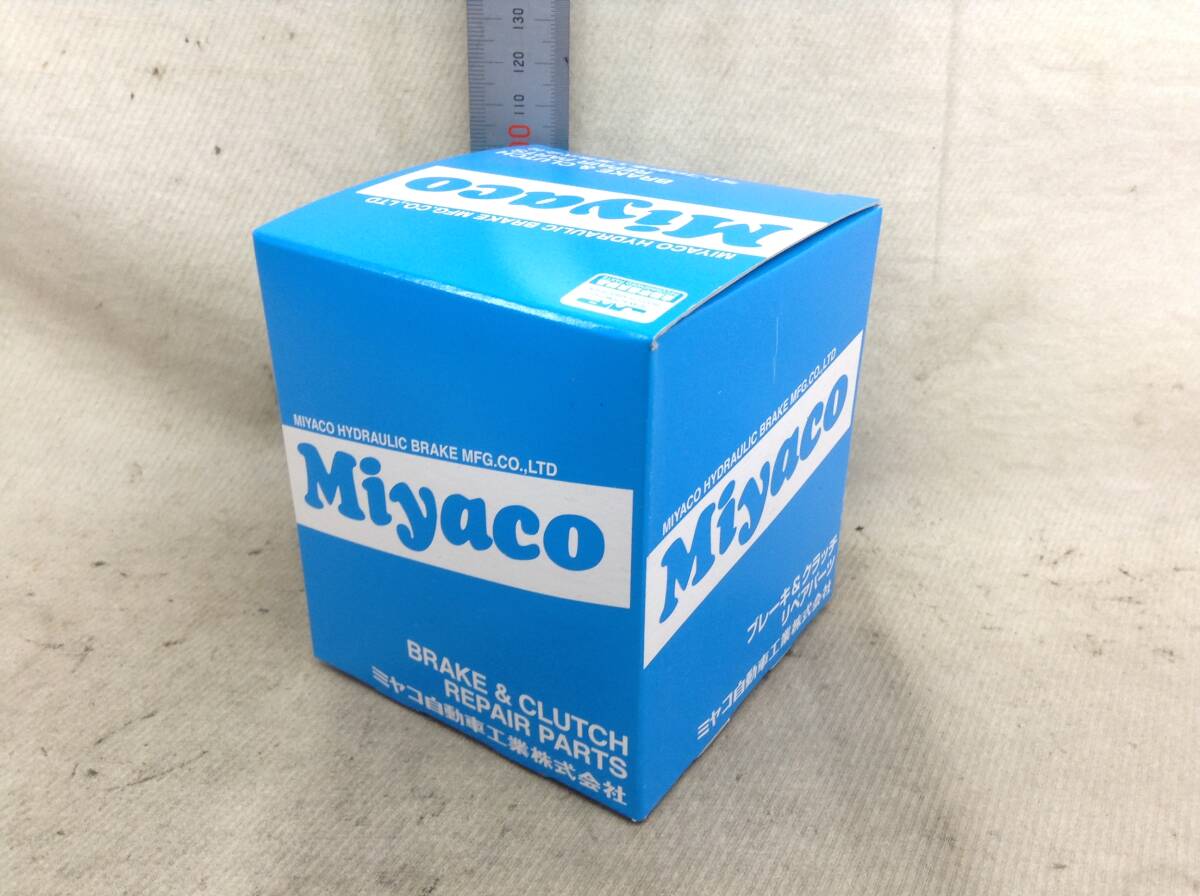 130
120
110
BRAKE & CLUTCH
REPAIR PARTS
Miyaco
MIYACO HYDRAULIC BRAKE MFG.CO.,LTD
MIYACO HYDRAULIC BRAKE MFG.CO.,LTD
Miyaco
BRAKE & CLUTCH
REPAIR PARTS
ミヤコ自動車工業株式会社
MIYACO HYDRAULIC BRAKE MFG.CO.,LTD
Miyaco
ブレーキ&クラッチ
リペアパーツ
ミヤコ自動車工業株式会社